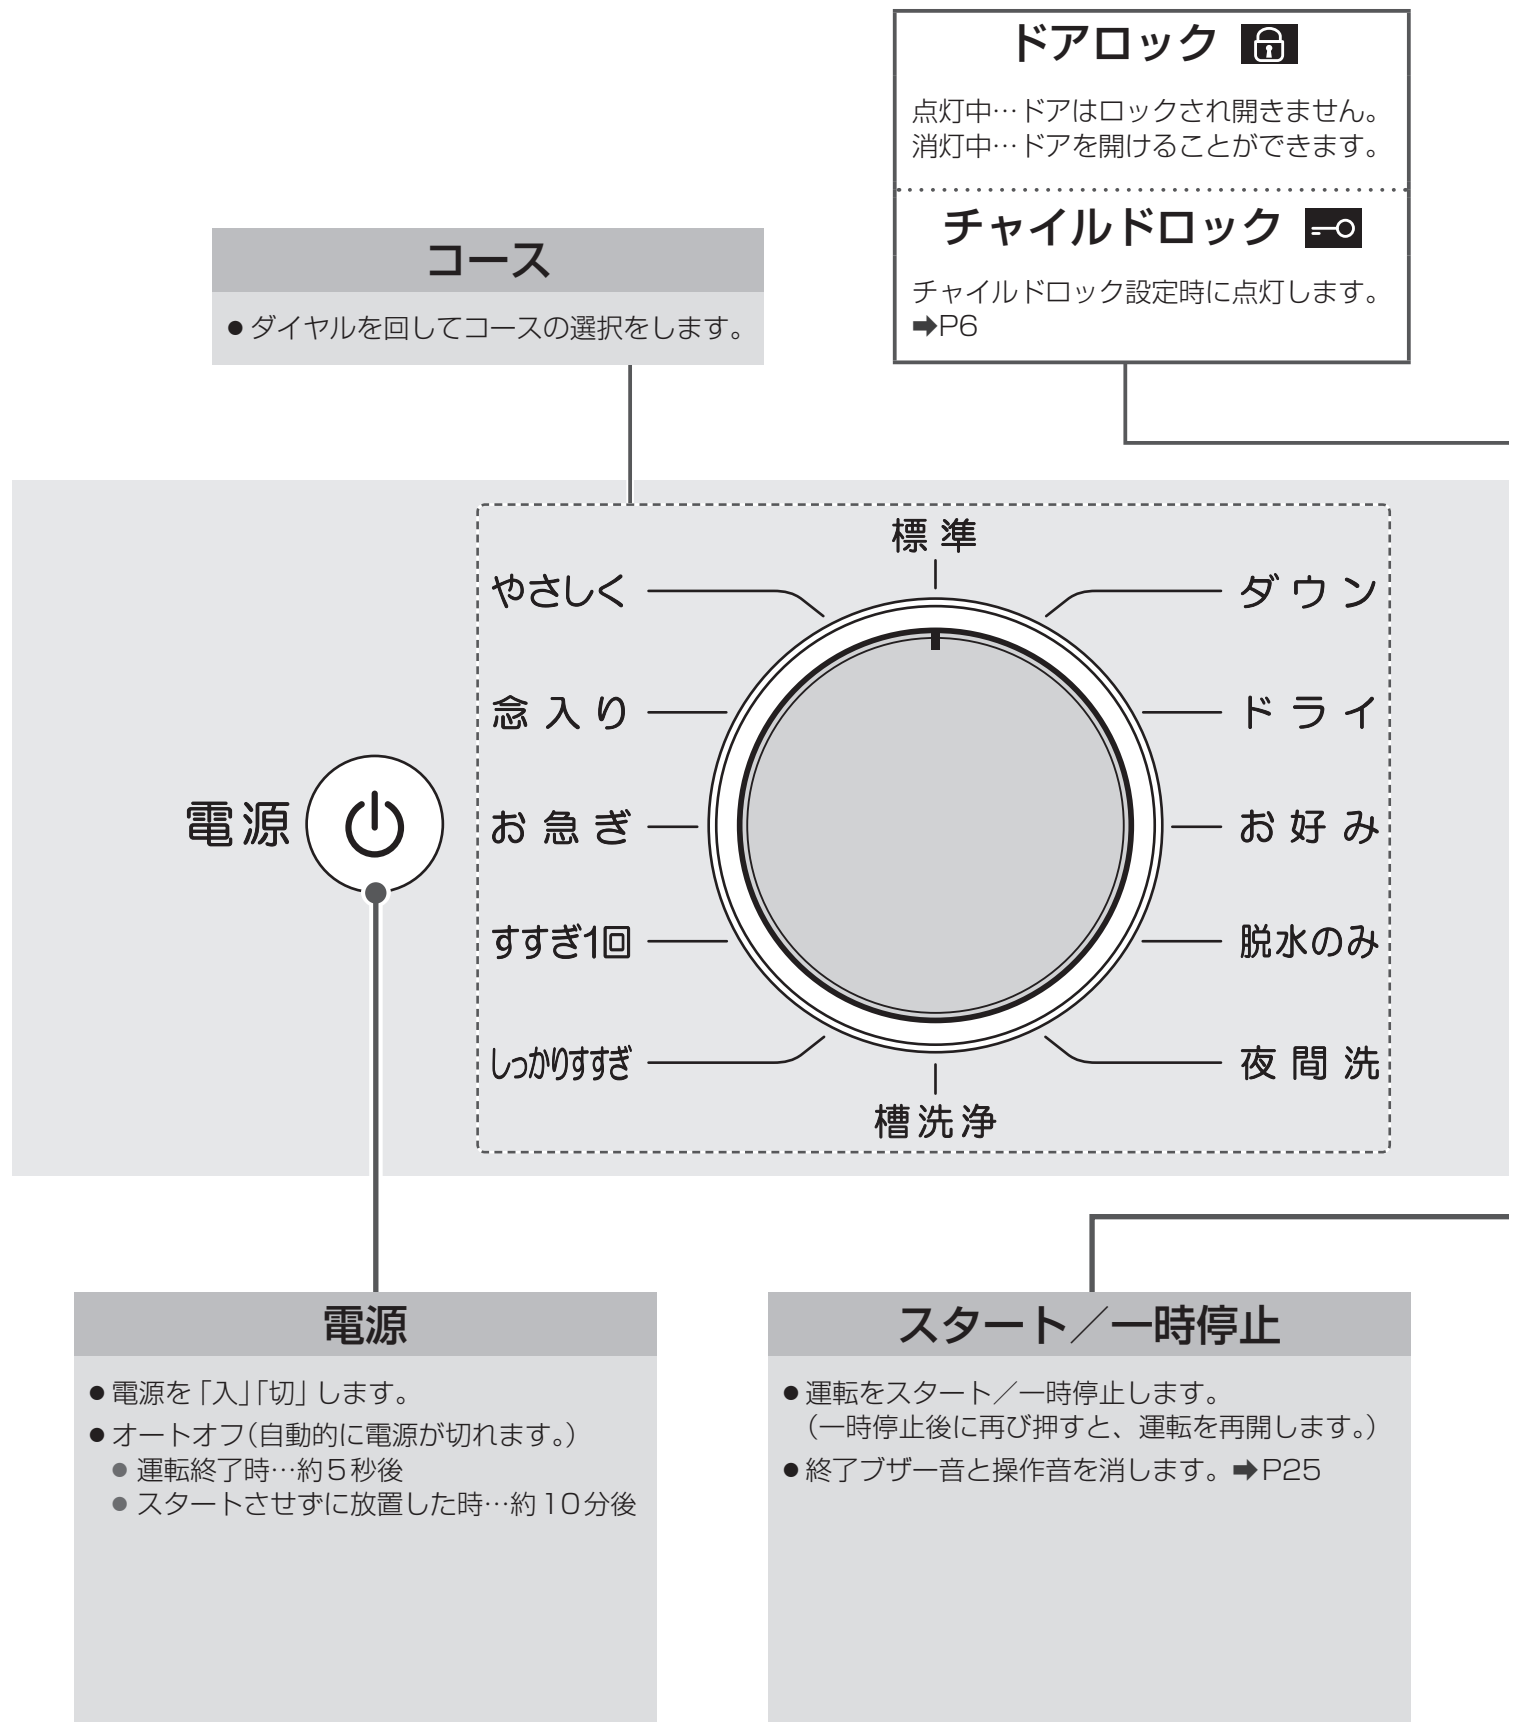 ドアロック
点灯中…ドアはロックされ開きません。
消灯中…ドアを開けることができます。
チャイルドロック
チャイルドロック設定時に点灯します。
➡P6
コース
●ダイヤルを回してコースの選択をします。
標準
やさしく
ダウン
念入り
ドライ
電源
お急ぎ
お好み
すすぎ1回
脱水のみ
しっかりすすぎ
夜間洗
槽洗浄
電源
●電源を「入」「切」します。
●オートオフ(自動的に電源が切れます。)
●運転終了時…約5秒後
●スタートさせずに放置した時…約10分後
スタート／一時停止
●運転をスタート／一時停止します。
(一時停止後に再び押すと、運転を再開します。)
●終了ブザー音と操作音を消します。➡P25